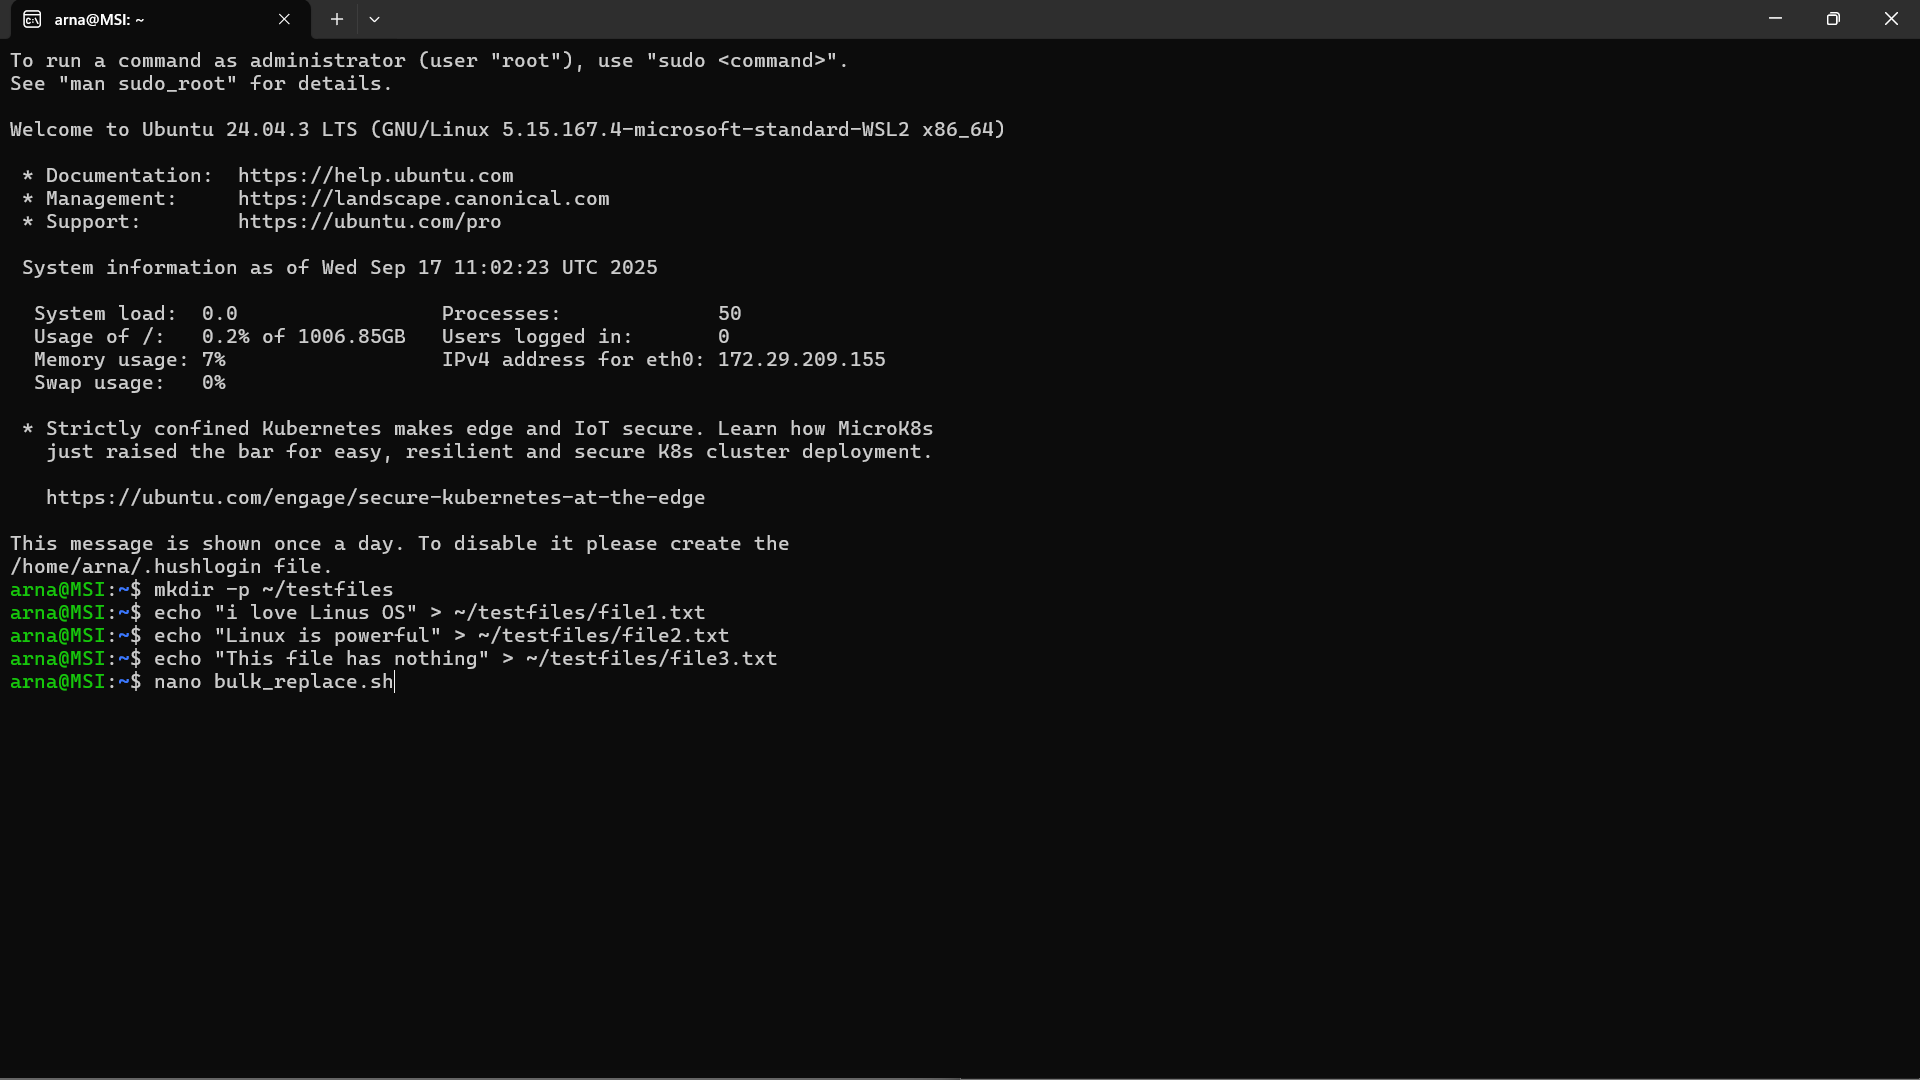 arna@MSI: ~
To run a command as administrator (user "root"), use "sudo <command>".
See "man sudo_root" for details.
Welcome to Ubuntu 24.04.3 LTS (GNU/Linux 5.15.167.4-microsoft-standard-WSL2 x86_64)
* Documentation:  https://help.ubuntu.com
* Management:     https://landscape.canonical.com
* Support:        https://ubuntu.com/pro
System information as of Wed Sep 17 11:02:23 UTC 2025
System load:  0.0                 Processes:             50
Usage of /:   0.2% of 1006.85GB   Users logged in:       0
Memory usage: 7%                  IPv4 address for eth0: 172.29.209.155
Swap usage:   0%
* Strictly confined Kubernetes makes edge and IoT secure. Learn how MicroK8s
just raised the bar for easy, resilient and secure K8s cluster deployment.
https://ubuntu.com/engage/secure-kubernetes-at-the-edge
This message is shown once a day. To disable it please create the
/home/arna/.hushlogin file.
arna@MSI:~$ mkdir -p ~/testfiles
arna@MSI:~$ echo "i love Linus OS" > ~/testfiles/file1.txt
arna@MSI:~$ echo "Linux is powerful" > ~/testfiles/file2.txt
arna@MSI:~$ echo "This file has nothing" > ~/testfiles/file3.txt
arna@MSI:~$ nano bulk_replace.sh